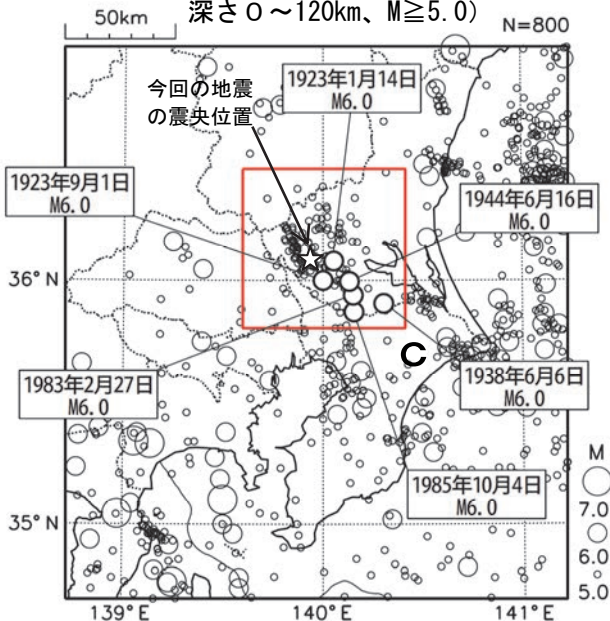 深さ０～120km、M≧5.0)
50km
N=800
今回の地震
の震央位置
1923年1月14日
M6.0
1923年9月1日
M6.0
1944年6月16日
M6.0
36°N
C
1983年2月27日
M6.0
1938年6月6日
M6.0
1985年10月4日
M6.0
M
7.0
6.0
5.0
35°N
139°E
140°E
141°E